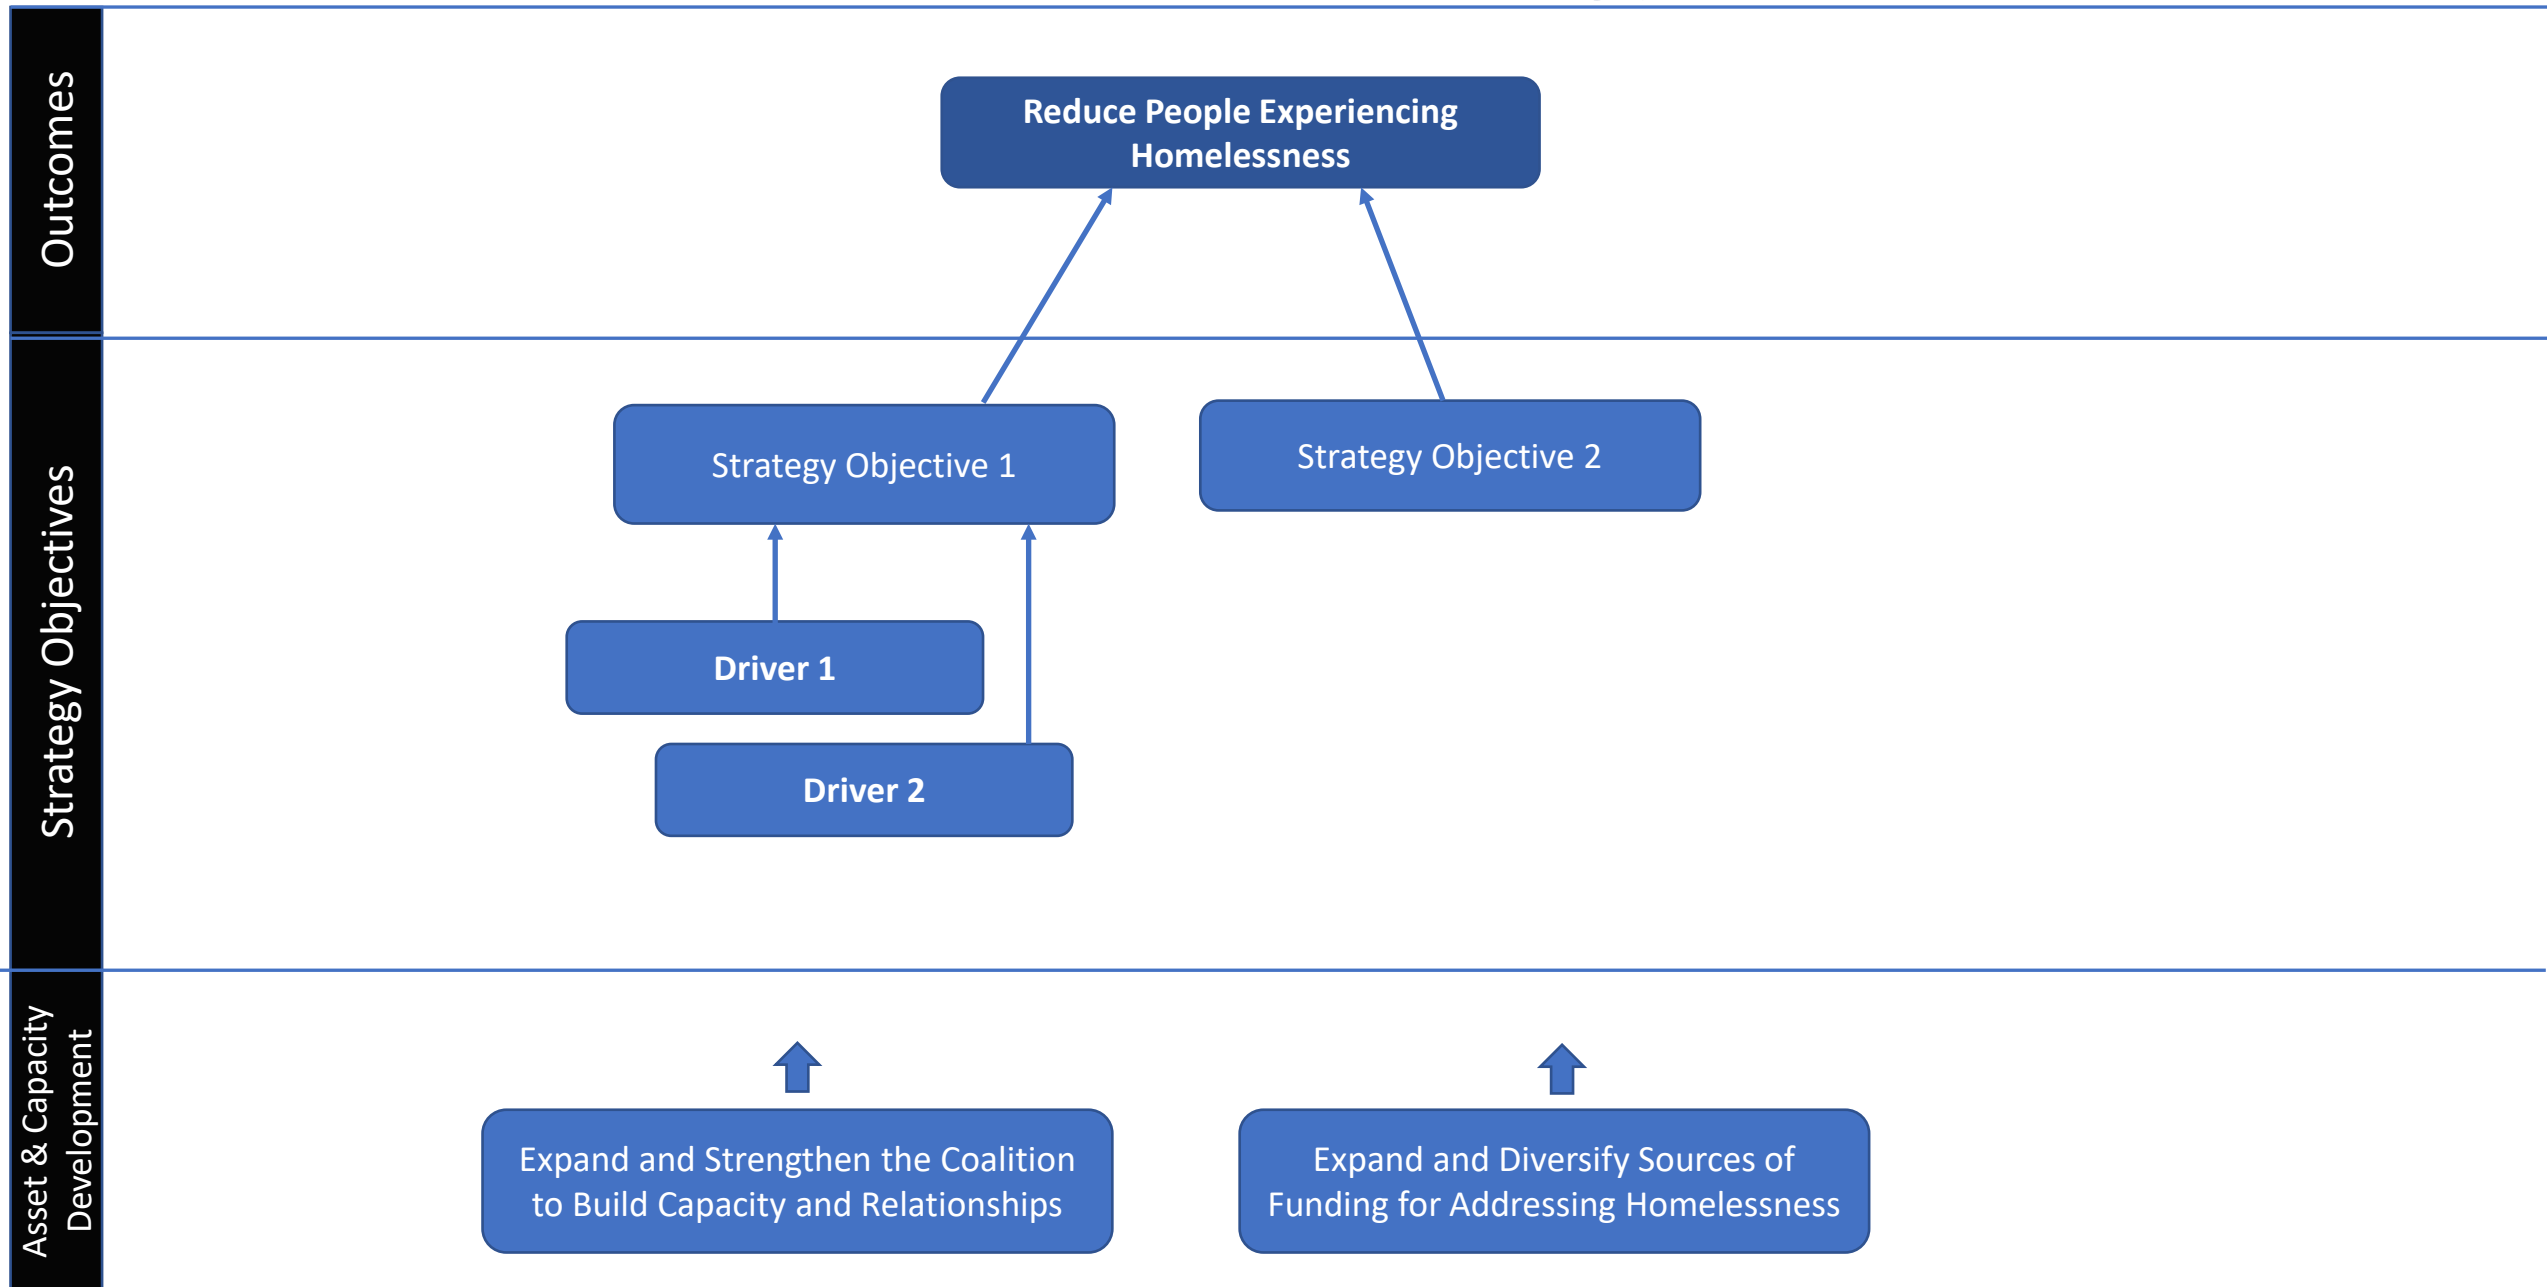 Outcomes
Reduce People Experiencing
Homelessness
Strategy Objectives
Strategy Objective 1
Strategy Objective 2
Driver 1
Driver 2
Asset & Capacity
Development
Expand and Strengthen the Coalition
to Build Capacity and Relationships
Expand and Diversify Sources of
Funding for Addressing Homelessness